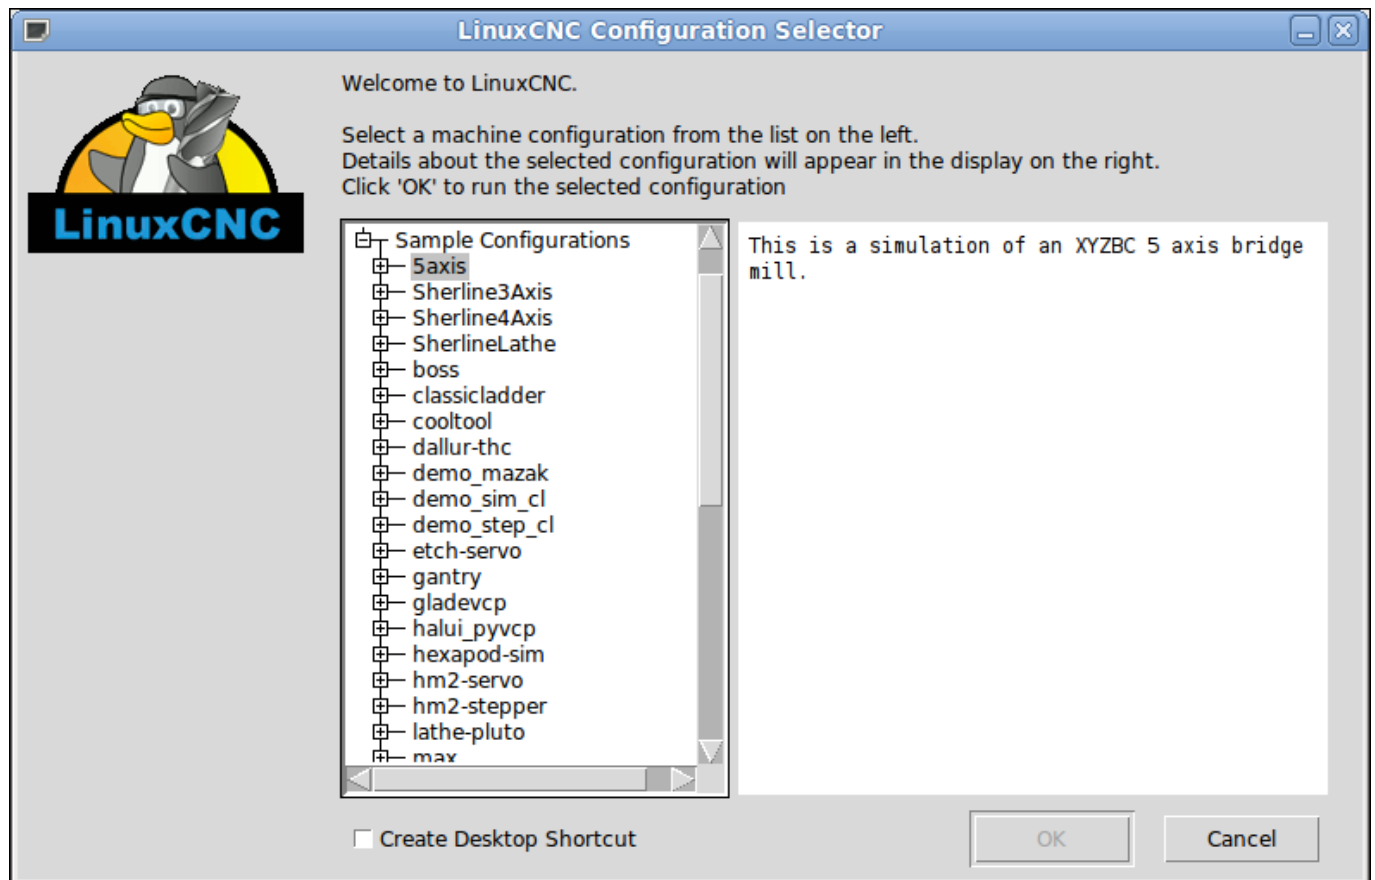 LinuxCNC Configuration Selector
LinuxCNC
Welcome to LinuxCNC.
Select a machine configuration from the list on the left.
Details about the selected configuration will appear in the display on the right.
Click 'OK' to run the selected configuration
Sample Configurations
5axis
Sherline3Axis
Sherline4Axis
SherlineLathe
boss
classicladder
cooltool
dallur-thc
demo_mazak
demo_sim_cl
demo_step_cl
etch-servo
gantry
gladevcp
halui_pyvcp
hexapod-sim
hm2-servo
hm2-stepper
lathe-pluto
max
This is a simulation of an XYZBC 5 axis bridge
mill.
Create Desktop Shortcut
OK
Cancel